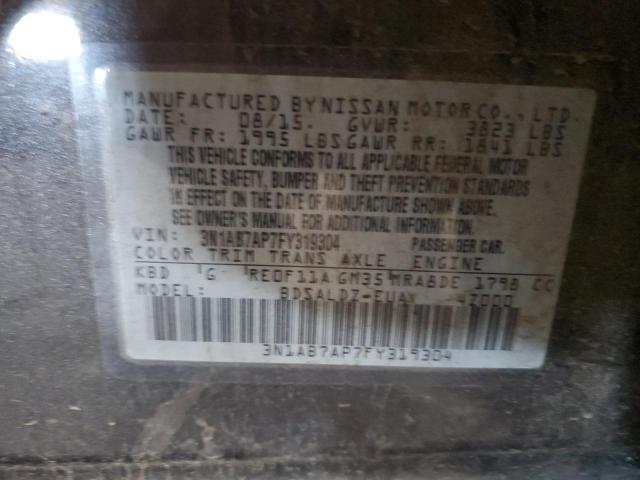 MANUFACTURED BY NISSAN MOTOR CO., LTD.
DATE: 08/15. GVWR: 3823 LBS
GAWR FR: 1995 LBS GAWR RR: 1841 LBS
THIS VEHICLE CONFORMS TO ALL APPLICABLE FEDERAL MOTOR
VEHICLE SAFETY, BUMPER AND THEFT PREVENTION STANDARDS
IN EFFECT ON THE DATE OF MANUFACTURE SHOWN ABOVE.
SEE OWNER'S MANUAL FOR ADDITIONAL INFORMATION.
VIN: 3N1AB7AP7FY319304 PASSENGER CAR.
COLOR TRIM TRANS AXLE ENGINE
KBD G RE0F11A GM35 MRA8DE 1798 CC
MODEL: BDSALDZ-EUAX 4Z000
3N1AB7AP7FY319304